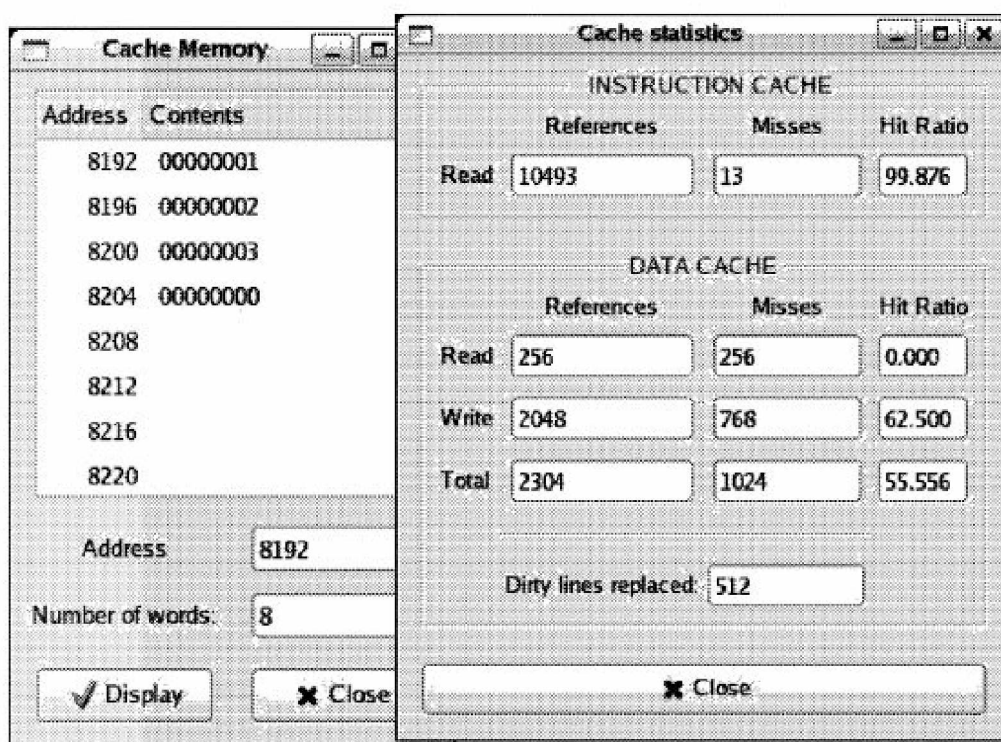 Cache Memory
Address Contents
8192 00000001
8196 00000002
8200 00000003
8204 00000000
8208
8212
8216
8220
Address 8192
Number of words: 8
Display Close
Cache statistics
INSTRUCTION CACHE
References Misses Hit Ratio
Read 10493 13 99.876
DATA CACHE
References Misses Hit Ratio
Read 256 256 0.000
Write 2048 768 62.500
Total 2304 1024 55.556
Dirty lines replaced: 512
Close